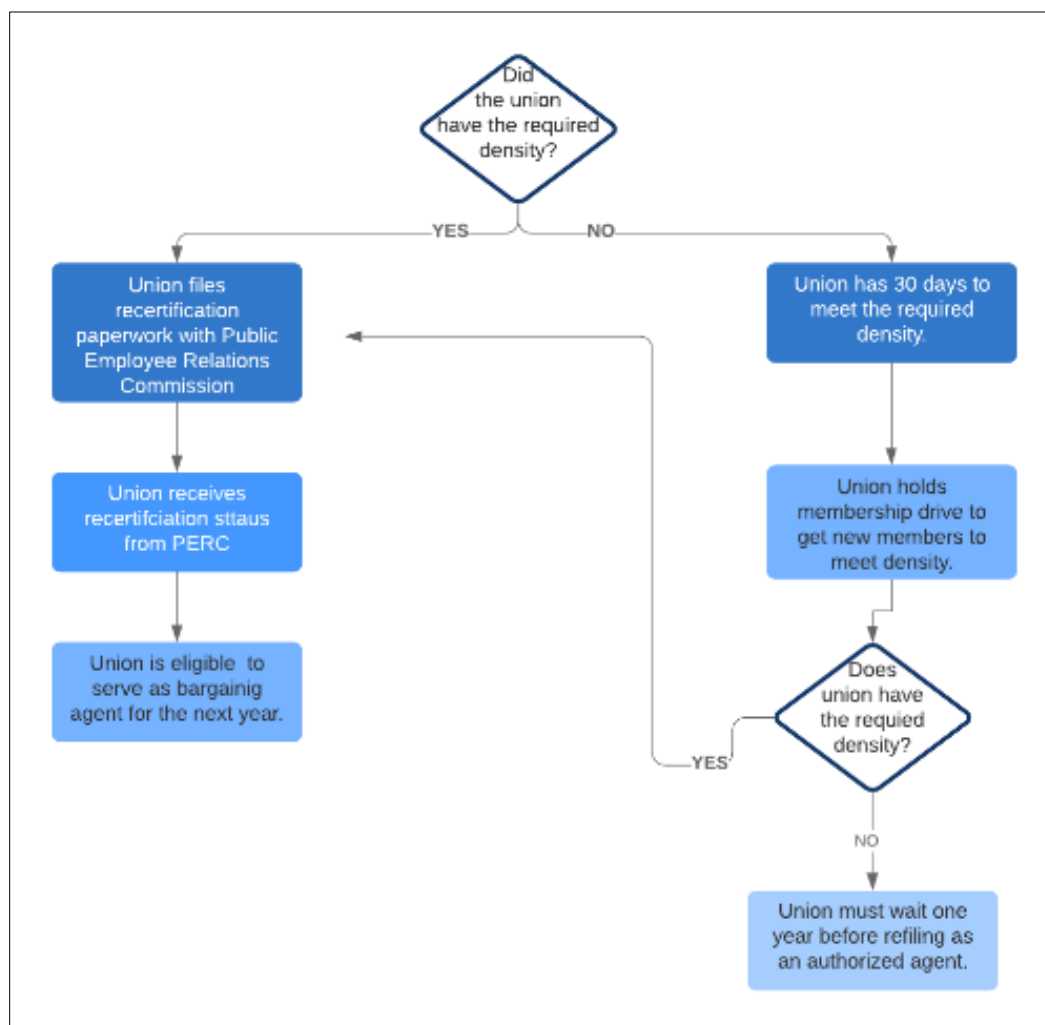 Did
the union
have the required
density?
YES
NO
Union files
recertification
paperwork with Public
Employee Relations
Commission
Union has 30 days to
meet the required
density.
Union receives
recertifciation sttaus
from PERC
Union holds
membership drive to
get new members to
meet density.
Union is eligible to
serve as bargainig
agent for the next year.
Does
union have
the requied
density?
YES
NO
Union must wait one
year before refiling as
an authorized agent.